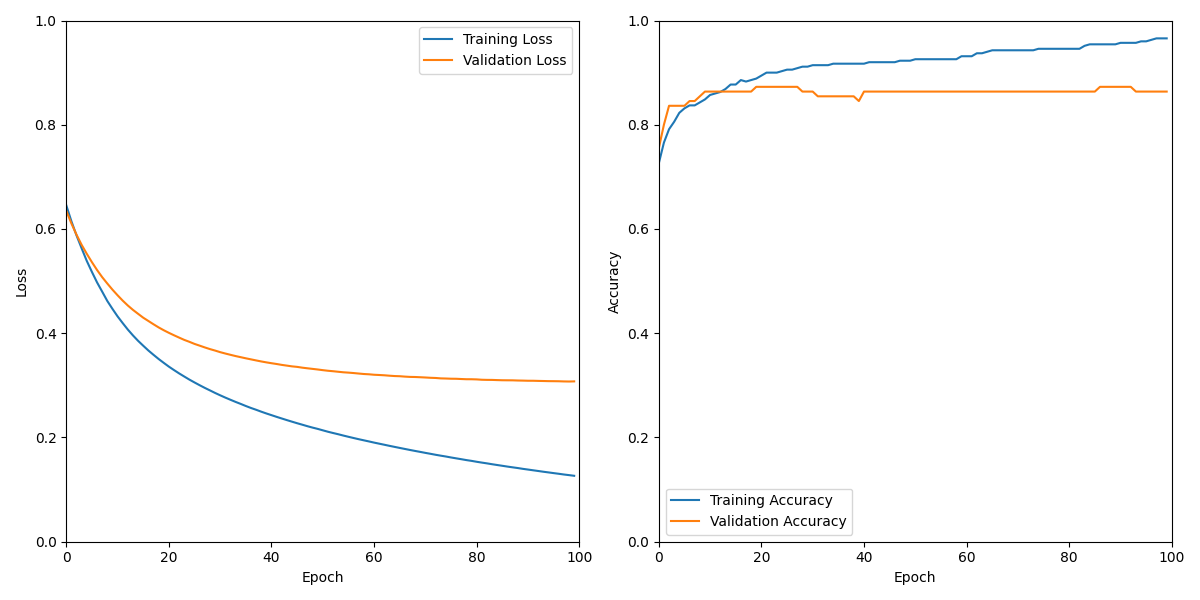 1.0
0.8
0.6
0.4
0.2
0.0
Loss
0 20 40 60 80 100
Epoch
Training Loss
Validation Loss
1.0
0.8
0.6
0.4
0.2
0.0
Accuracy
0 20 40 60 80 100
Epoch
Training Accuracy
Validation Accuracy